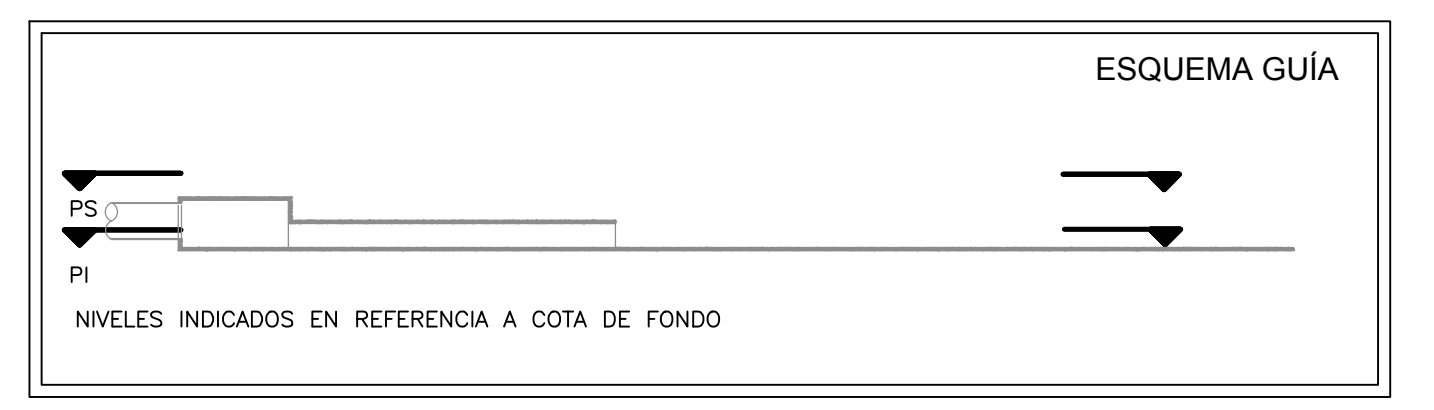 ESQUEMA GUÍA
PS
PI
NIVELES INDICADOS EN REFERENCIA A COTA DE FONDO